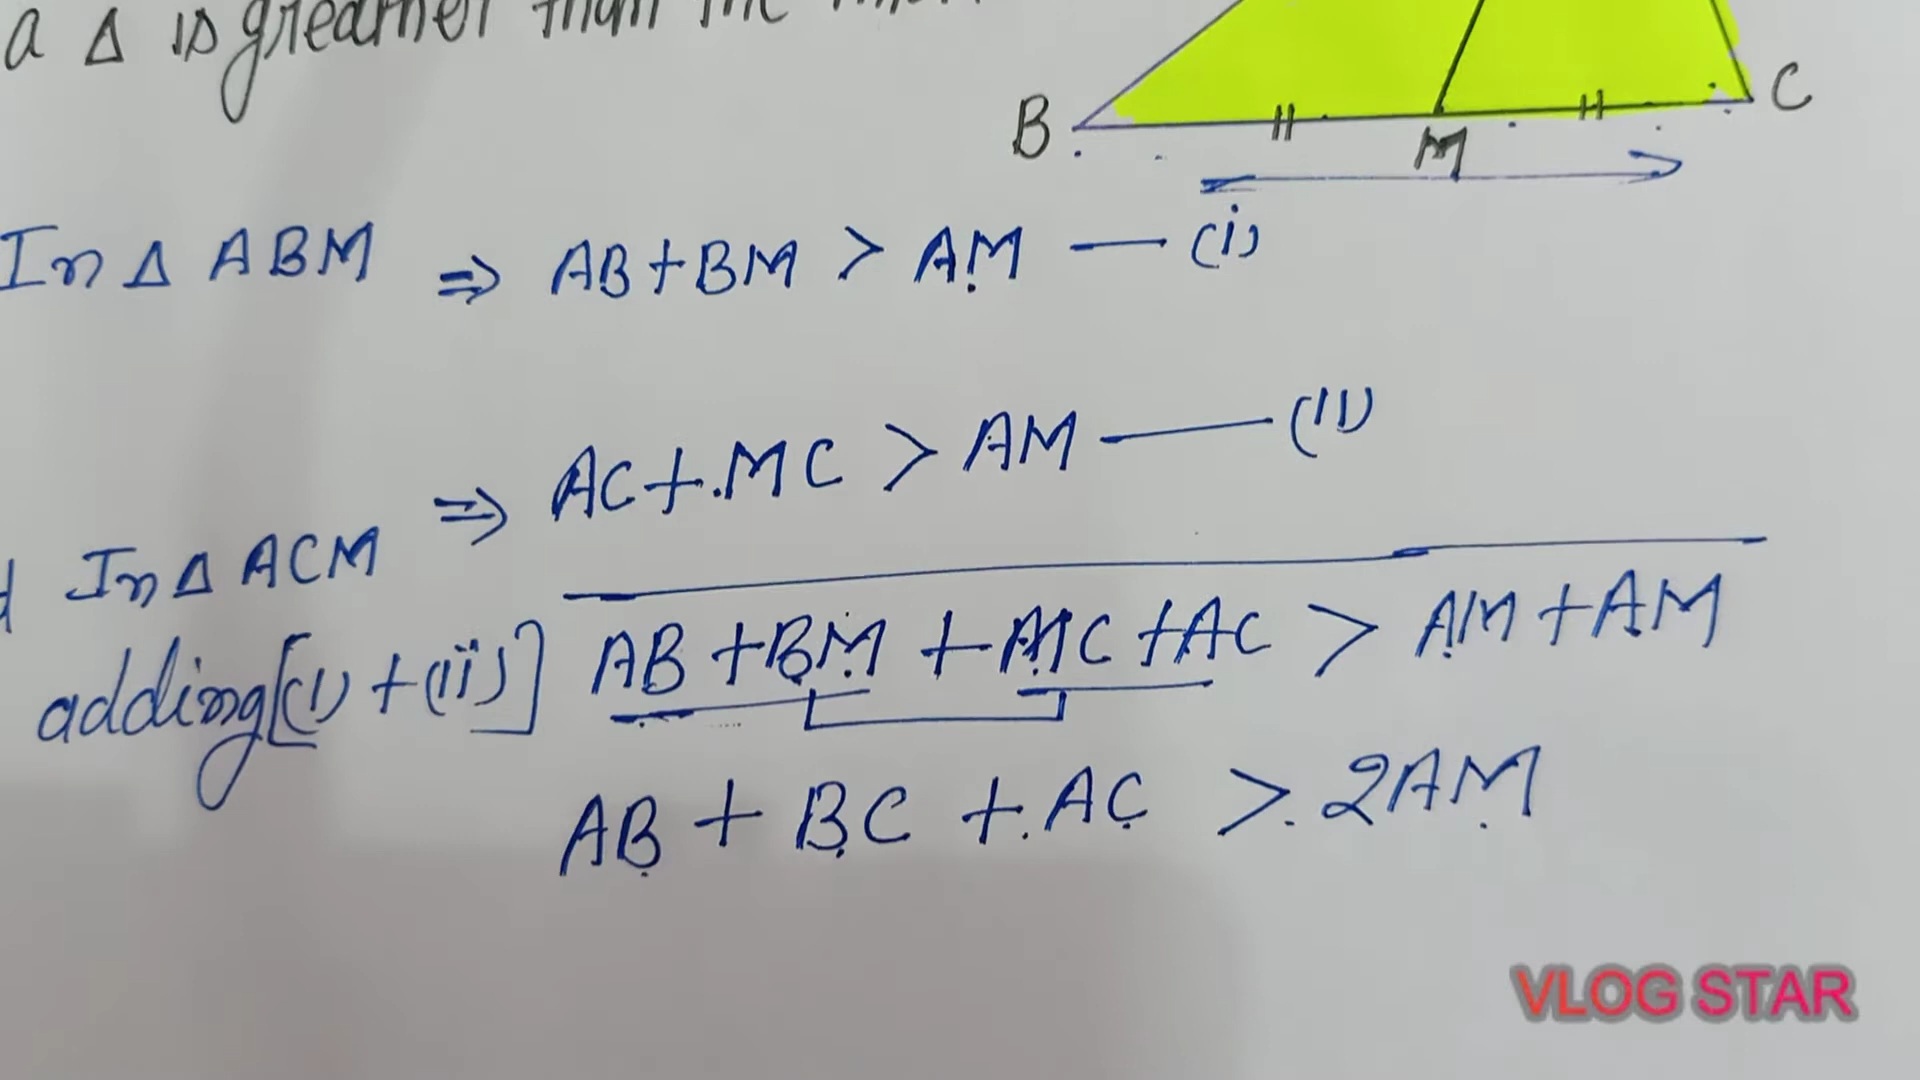 a Δ is greather than the
B
C
M
In Δ ABM ⇒ AB+BM > AM — (i)
⇒ AC+MC > AM — (ii)
In Δ ACM
adding[(i)+(ii)] AB+BM+MC+AC > AM+AM
AB+BC+AC > 2AM
VLOG STAR